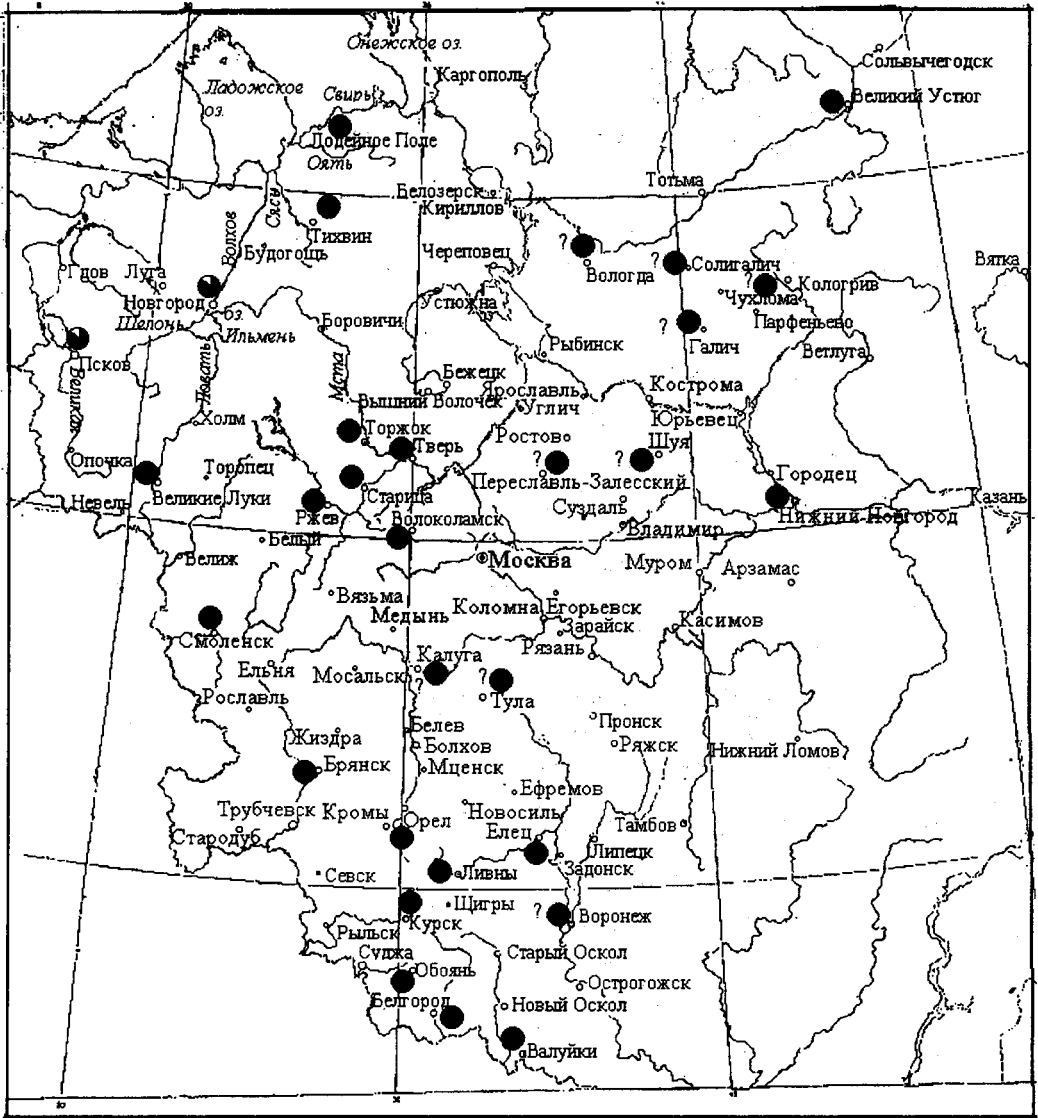 Онежское оз.
Сольвычегодск
Каргополь
Ладожское
оз.
Свирь
Великий Устюг
Лодейное Поле
Оять
Тотьма
Белозерск
Кириллов
Сясь
Волхов
Тихвин
?
Будогощь
Череповец
Вологда
?
Солигалич
Вятка
Гдов
Луга
?
Кологрив
Чухлома
Новгород
оз.
Устюжна
Шелонь
Ильмень
Боровичи
?
Парфеньево
Галич
Псков
Рыбинск
Ветлуга
Великая
Ловать
Мста
Бежецк
Ярославль
Кострома
Вышний Волочек
Углич
Холм
Юрьевец
Торжок
Ростов
Шуя
Тверь
?
?
Опочка
Торопец
Городец
Переславль-Залесский
Великие Луки
Старица
Невель
Суздаль
Казань
Ржев
Волоколамск
Нижний-Новгород
Владимир
Белый
Велиж
Москва
Муром
Арзамас
Вязьма
Коломна
Егорьевск
Медынь
Зарайск
Касимов
Смоленск
Рязань
Калуга
Ельня
Мосальск
?
?
Рославль
Тула
Пронск
Белев
Жиздра
Болхов
Ряжск
Нижний Ломов
Брянск
Мценск
Ефремов
Трубчевск
Кромы
Новосиль
Орел
Тамбов
Стародуб
Елец
Липецк
Севск
Ливны
Задонск
Щигры
?
Воронеж
Курск
Рыльск
Суджа
Старый Оскол
Обоянь
Острогожск
Белгород
Новый Оскол
Валуйки